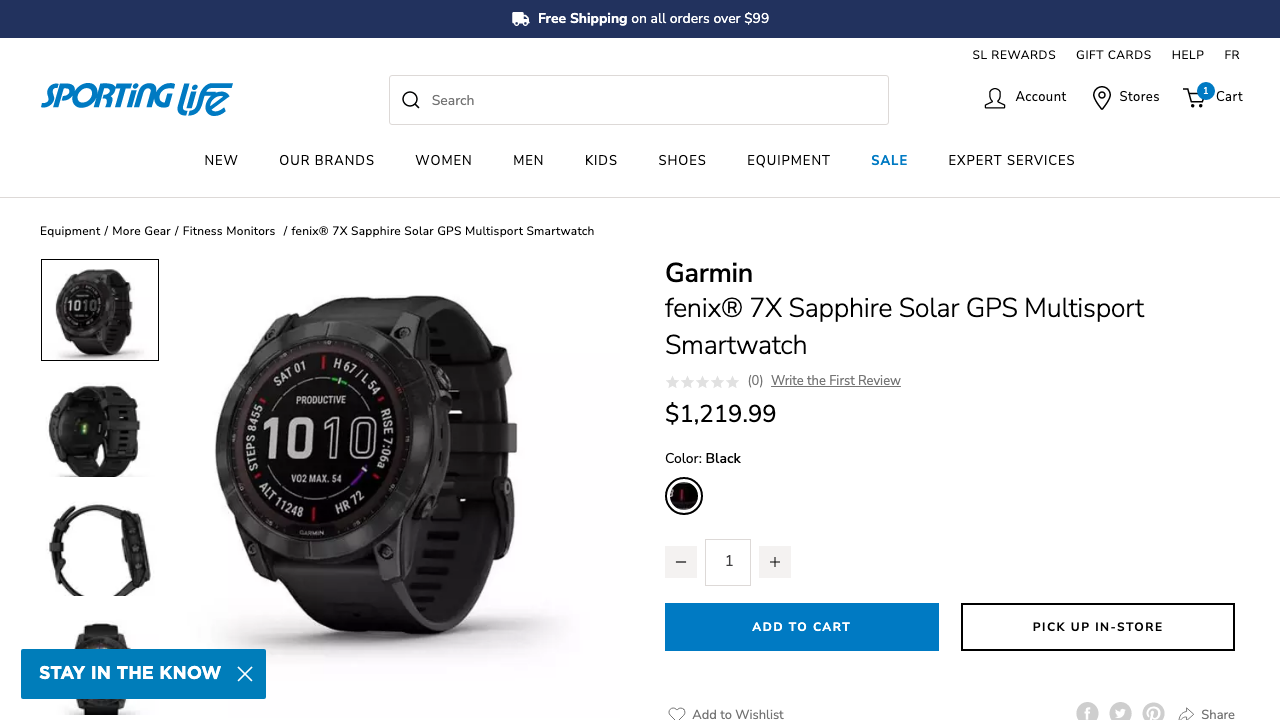 Free Shipping on all orders over $99
SL REWARDS GIFT CARDS HELP FR
SPORTING LIFE
Search
Account
Stores
1
Cart
NEW OUR BRANDS WOMEN MEN KIDS SHOES EQUIPMENT SALE EXPERT SERVICES
Equipment / More Gear / Fitness Monitors / fenix® 7X Sapphire Solar GPS Multisport Smartwatch
10 10
SAT 01
H 67/L 54
PRODUCTIVE
STEPS 8455
10 10
RISE 7:06a
VO2 MAX. 54
ALT 11248
HR 72
GARMIN
Garmin
fenix® 7X Sapphire Solar GPS Multisport
Smartwatch
(0) Write the First Review
$1,219.99
Color: Black
− 1 +
ADD TO CART
PICK UP IN-STORE
STAY IN THE KNOW
Add to Wishlist
Share